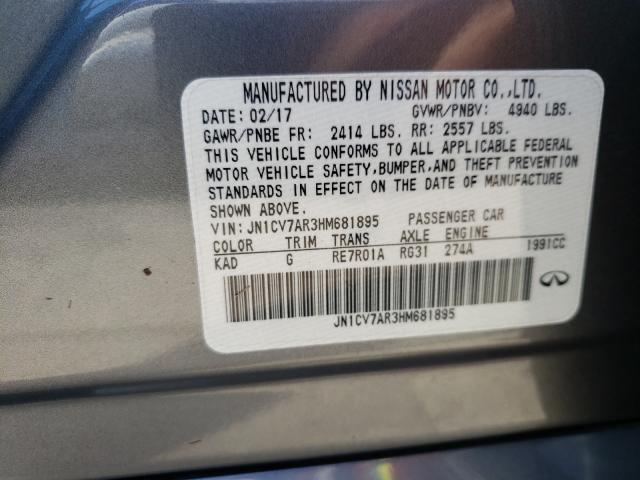 MANUFACTURED BY NISSAN MOTOR CO.,LTD.
DATE: 02/17 GVWR/PNBV: 4940 LBS.
GAWR/PNBE FR: 2414 LBS. RR: 2557 LBS.
THIS VEHICLE CONFORMS TO ALL APPLICABLE FEDERAL
MOTOR VEHICLE SAFETY,BUMPER,AND THEFT PREVENTION
STANDARDS IN EFFECT ON THE DATE OF MANUFACTURE
SHOWN ABOVE.
VIN: JN1CV7AR3HM681895 PASSENGER CAR
COLOR TRIM TRANS AXLE ENGINE
KAD G RE7R01A RG31 274A 1991CC
JN1CV7AR3HM681895